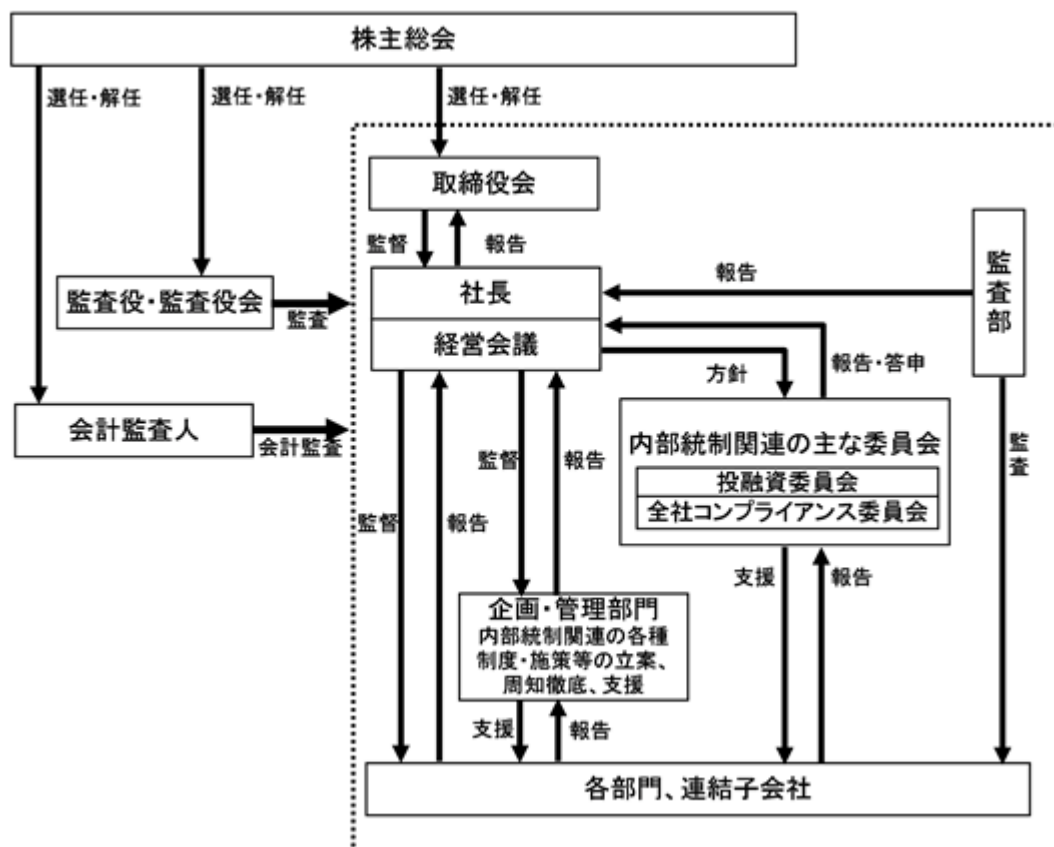 株主総会
選任・解任
選任・解任
選任・解任
取締役会
監督
報告
監査役・監査役会
監査
社長
経営会議
報告
監査部
方針
報告・答申
会計監査人
会計監査
監督
報告
内部統制関連の主な委員会
投融資委員会
全社コンプライアンス委員会
監査
監督
報告
支援
報告
企画・管理部門
内部統制関連の各種
制度・施策等の立案、
周知徹底、支援
支援
報告
各部門、連結子会社